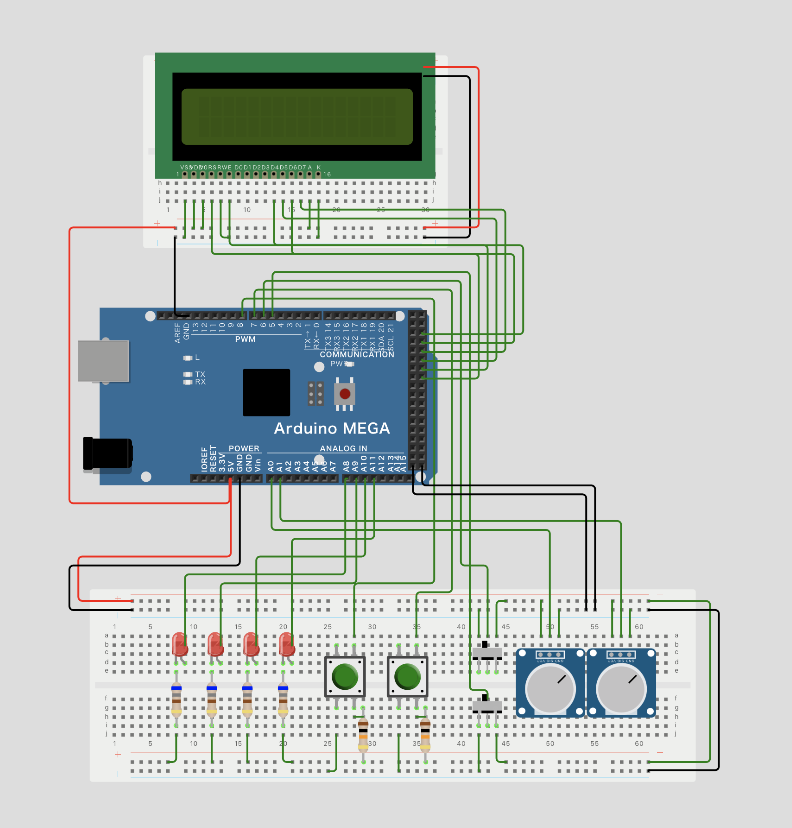 VSS VDD V0 RS RW E D0 D1 D2 D3 D4 D5 D6 D7 A K
1 16
h
i
j
1 5 10 15 20 25 30
AREF GND 13 12 11 10 9 8 7 6 5 4 3 2 TX→1 RX←0 TX3 14 RX3 15 TX2 16 RX2 17 TX1 18 RX1 19 SDA 20 SCL 21
PWM
COMMUNICATION
L
PWR
TX
RX
Arduino MEGA
POWER ANALOG IN
IOREF RESET 3.3V 5V GND GND Vin A0 A1 A2 A3 A4 A5 A6 A7 A8 A9 A10 A11 A12 A13 A14 A15
1 5 10 15 20 25 30 35 40 45 50 55 60
a
b
c
d
e
f
g
h
i
j
1 5 10 15 20 25 30 35 40 45 50 55 60